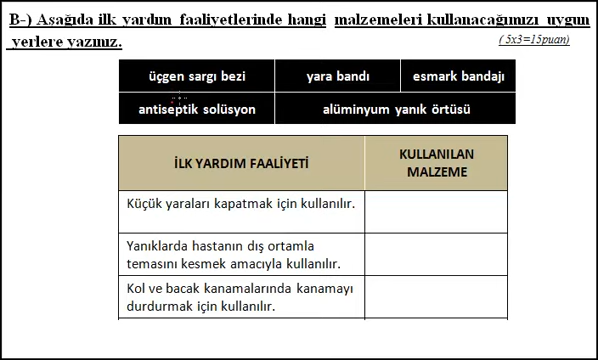 B-) Aşağıda ilk yardım faaliyetlerinde hangi malzemeleri kullanacağımızı uygun
yerlere yazınız.
( 5x3=15puan)
üçgen sargı bezi yara bandı esmark bandajı
antiseptik solüsyon alüminyum yanık örtüsü
İLK YARDIM FAALİYETİ KULLANILAN
MALZEME
Küçük yaraları kapatmak için kullanılır.
Yanıklarda hastanın dış ortamla
temasını kesmek amacıyla kullanılır.
Kol ve bacak kanamalarında kanamayı
durdurmak için kullanılır.